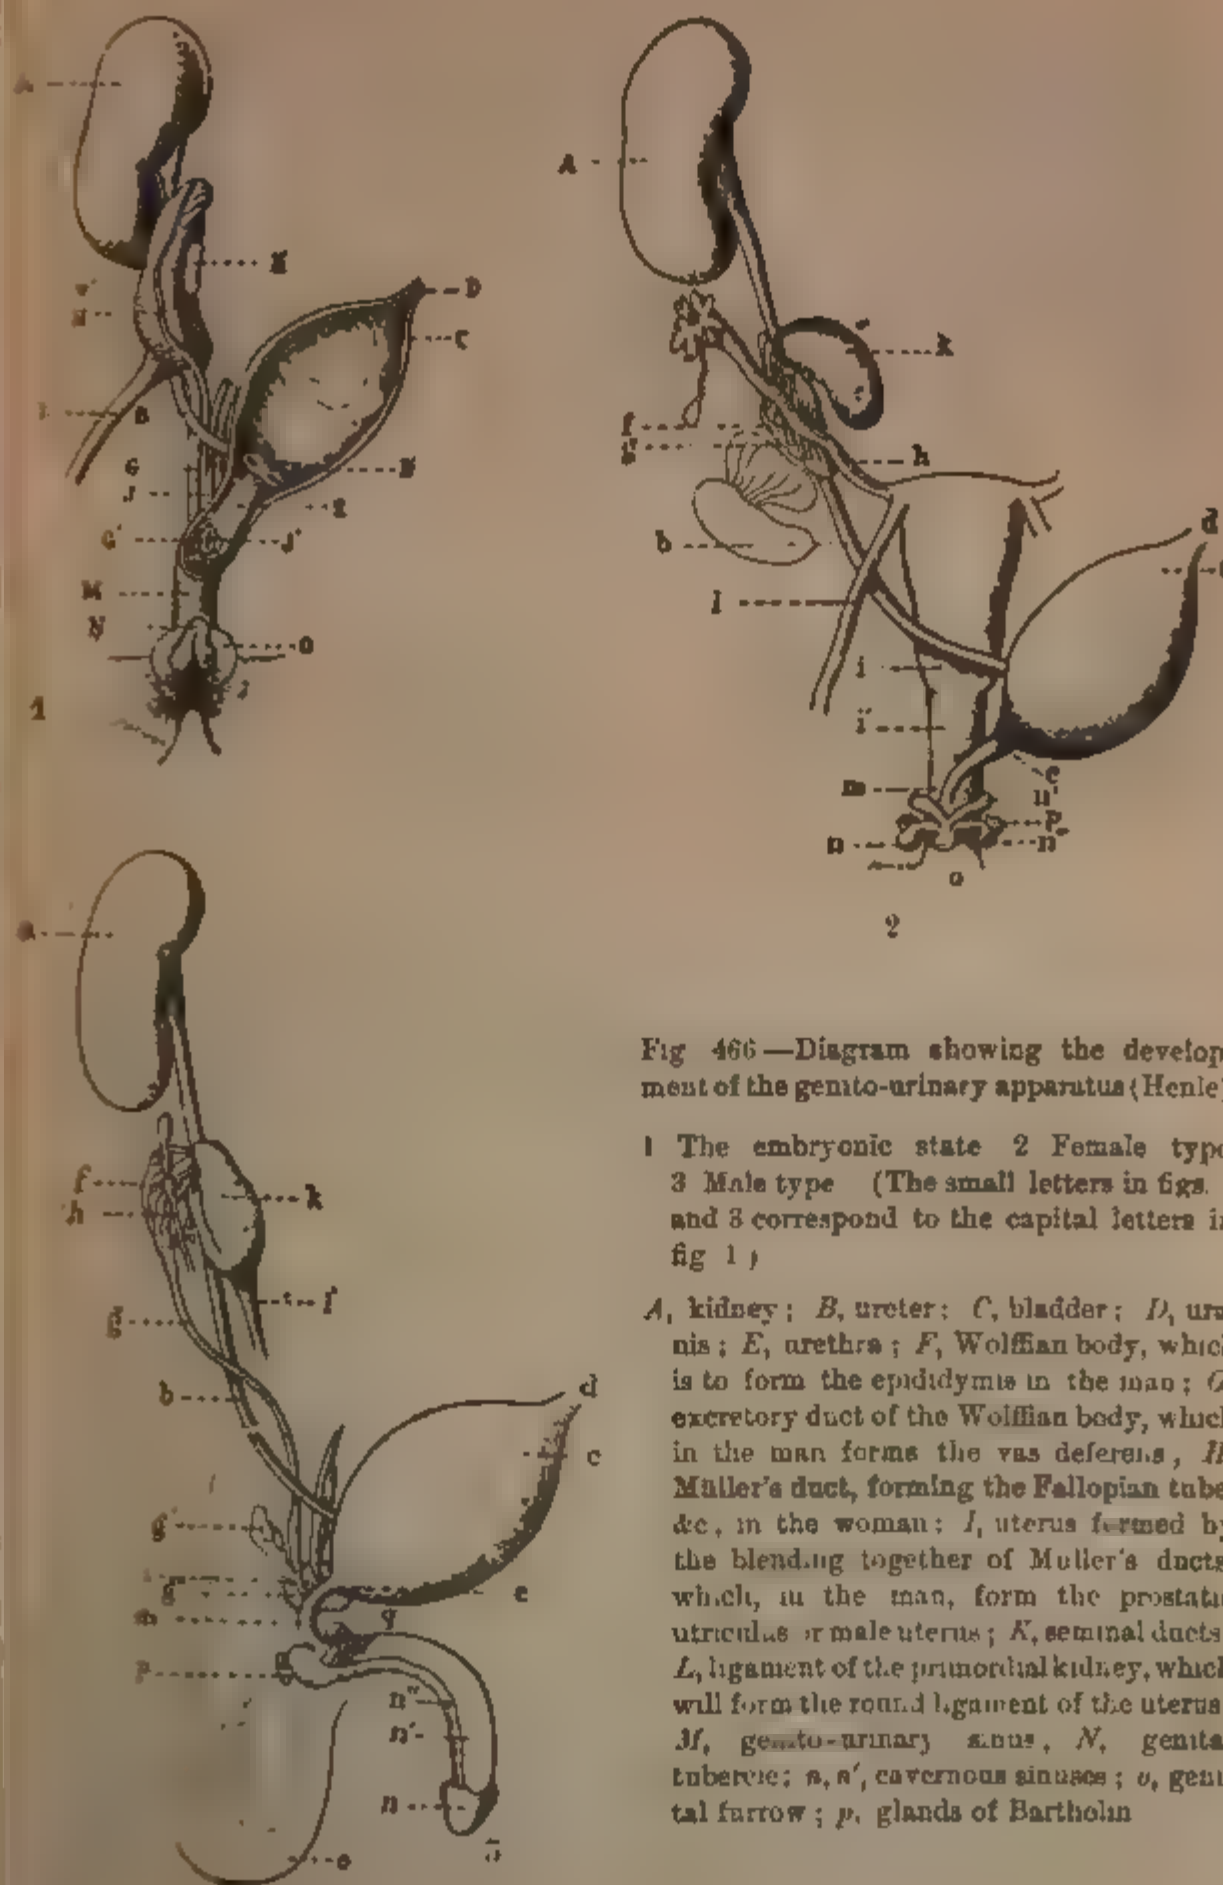 A
D
C
B
G
J
G'
J'
M
N
O
1
A
k
f
g
h
b
d
l
i
i'
m
e
n'
p
n
n"
o
2
a
f
h
k
l'
g
b
d
c
g'
g
e
m
q
p
n"
n'
n
o
Fig 466—Diagram showing the develop
ment of the genito-urinary apparatus (Henle)
1 The embryonic state 2 Female type
3 Male type (The small letters in figs.
and 3 correspond to the capital letters in
fig 1)
A, kidney; B, ureter; C, bladder; D, ura
nis; E, urethra; F, Wolffian body, which
is to form the epididymis in the man; G
excretory duct of the Wolffian body, which
in the man forms the vas deferens, H
Müller's duct, forming the Fallopian tube
&c, in the woman; I, uterus formed by
the blending together of Muller's ducts
which, in the man, form the prostatic
utriculus or male uterus; K, seminal ducts
L, ligament of the primordial kidney, which
will form the round ligament of the uterus
M, genito-urinary sinus, N, genita
tubercle; n, n', cavernous sinuses; o, geni
tal furrow; p, glands of Bartholin